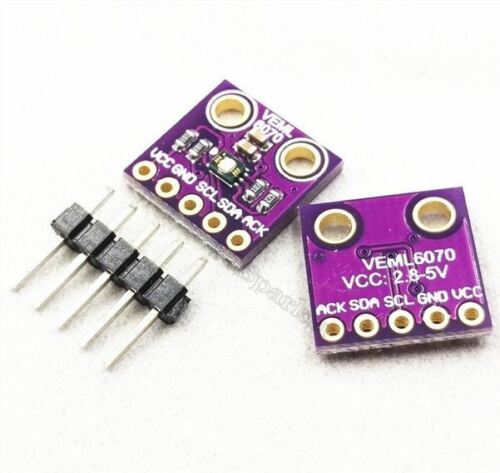 VEML
6070
VCC GND SCL SDA ACK
VEML6070
VCC: 2.8-5V
ACK SDA SCL GND VCC